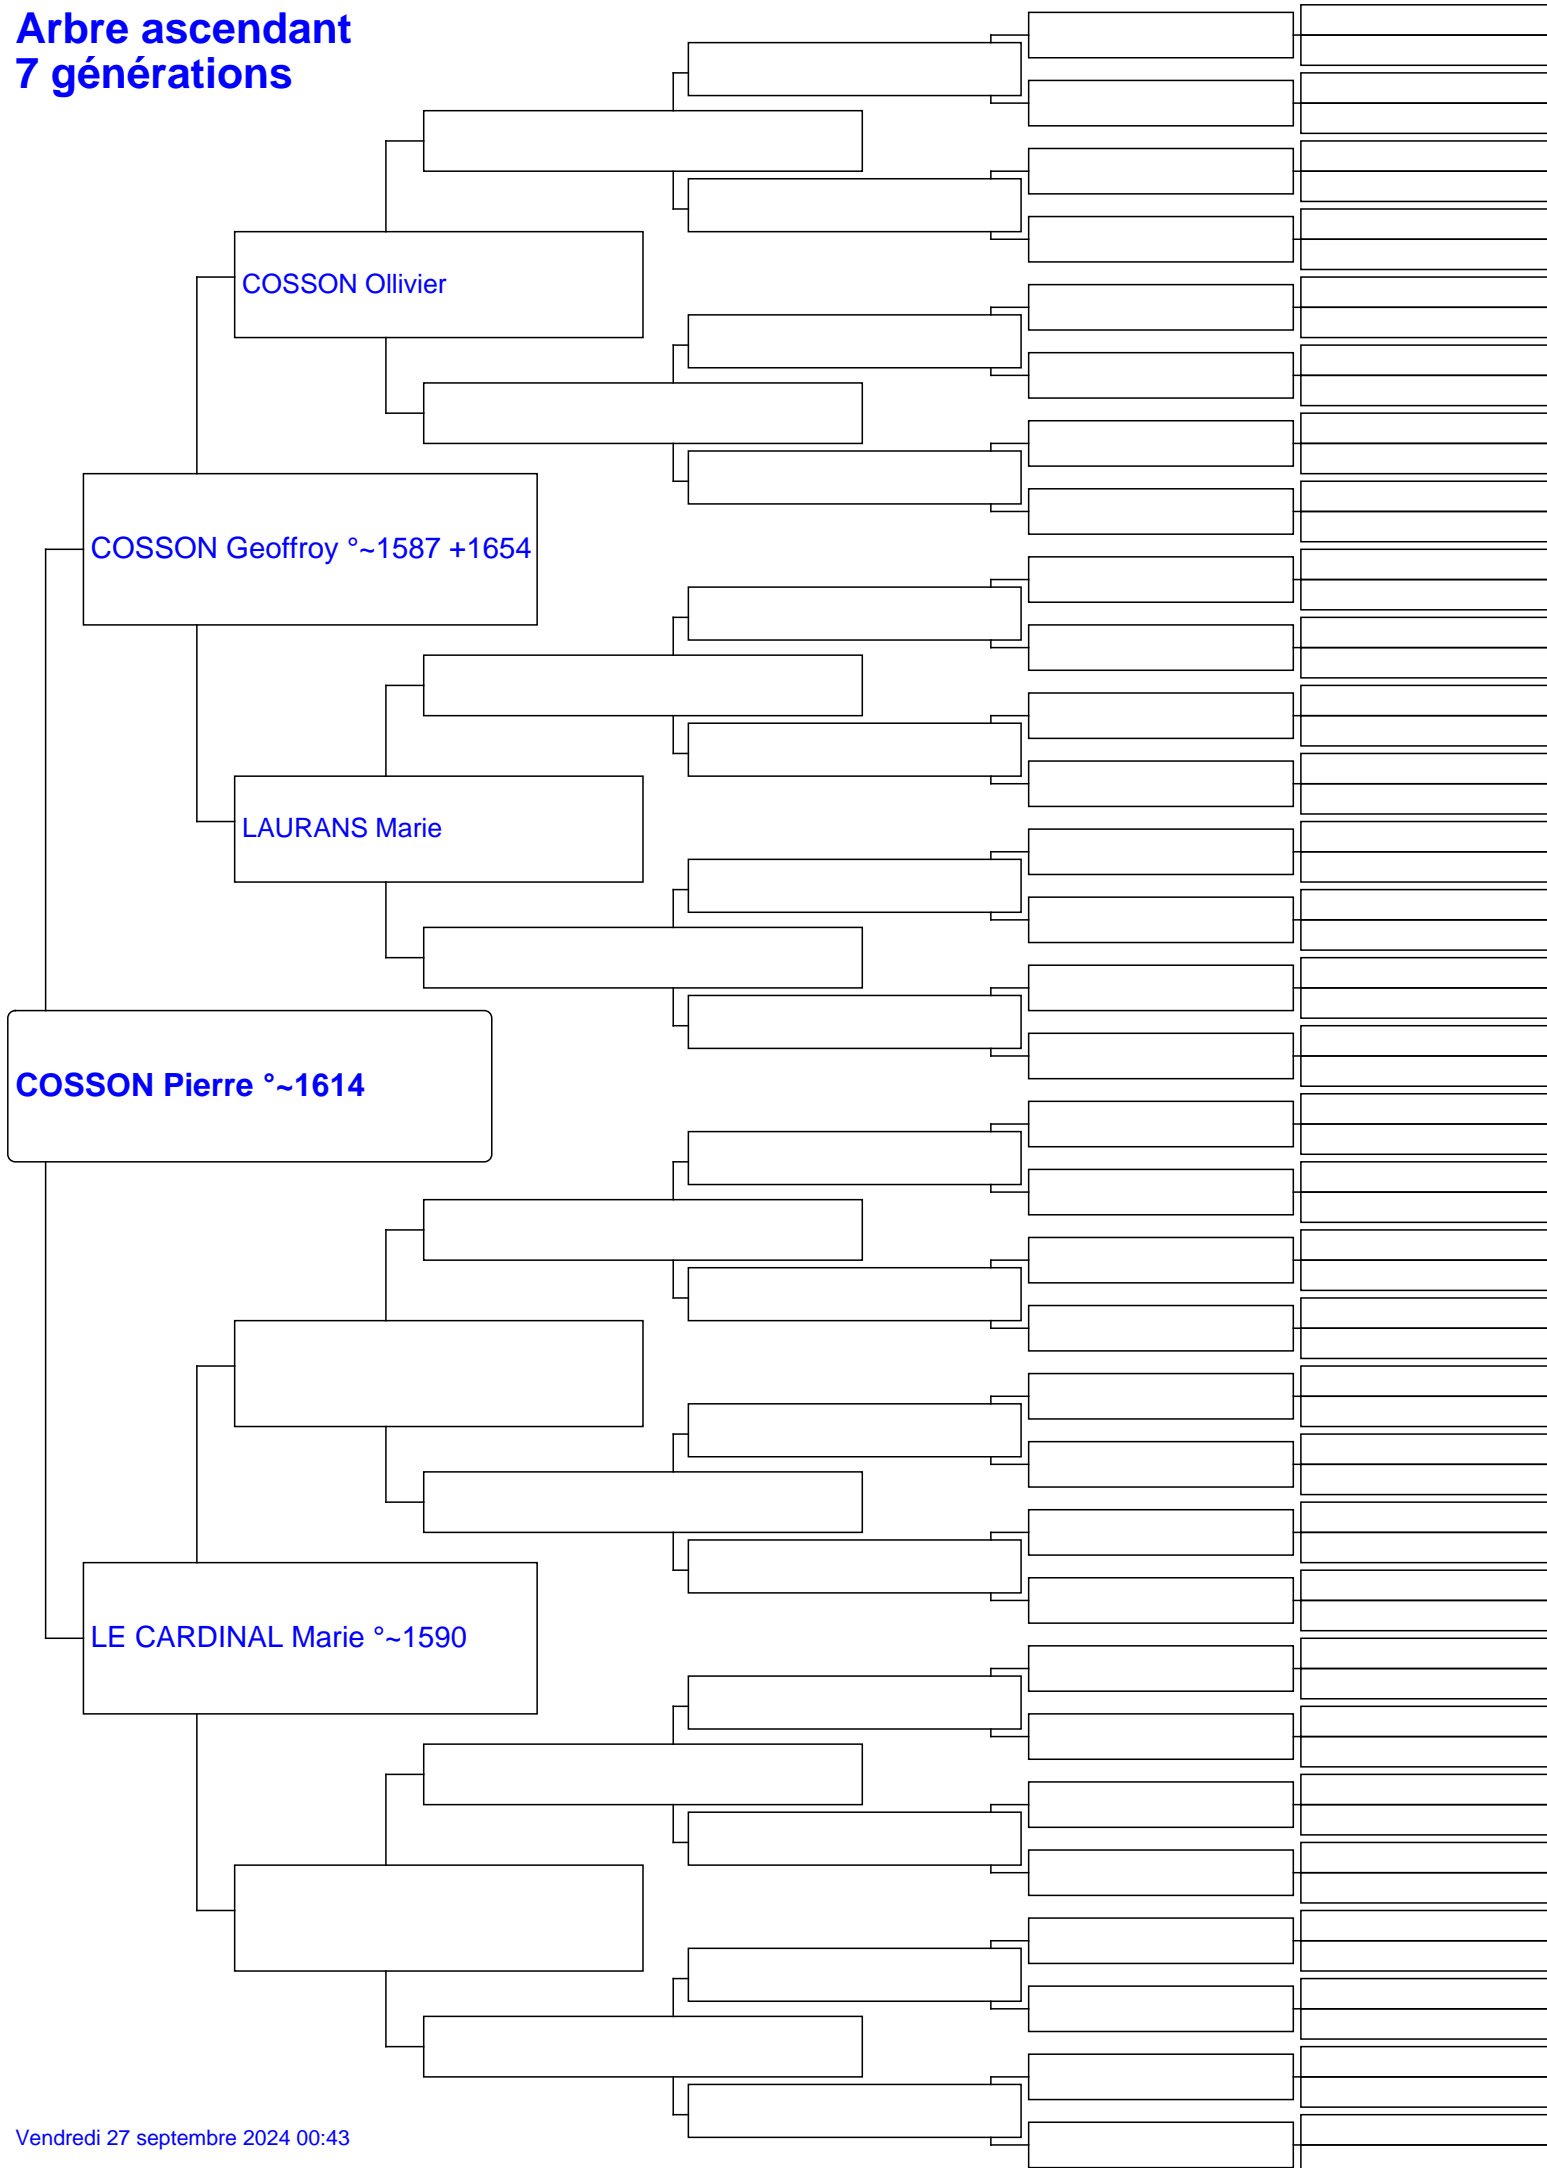 Arbre ascendant
7 générations
COSSON Ollivier
COSSON Geoffroy °~1587 +1654
LAURANS Marie
COSSON Pierre °~1614
LE CARDINAL Marie °~1590
Vendredi 27 septembre 2024 00:43